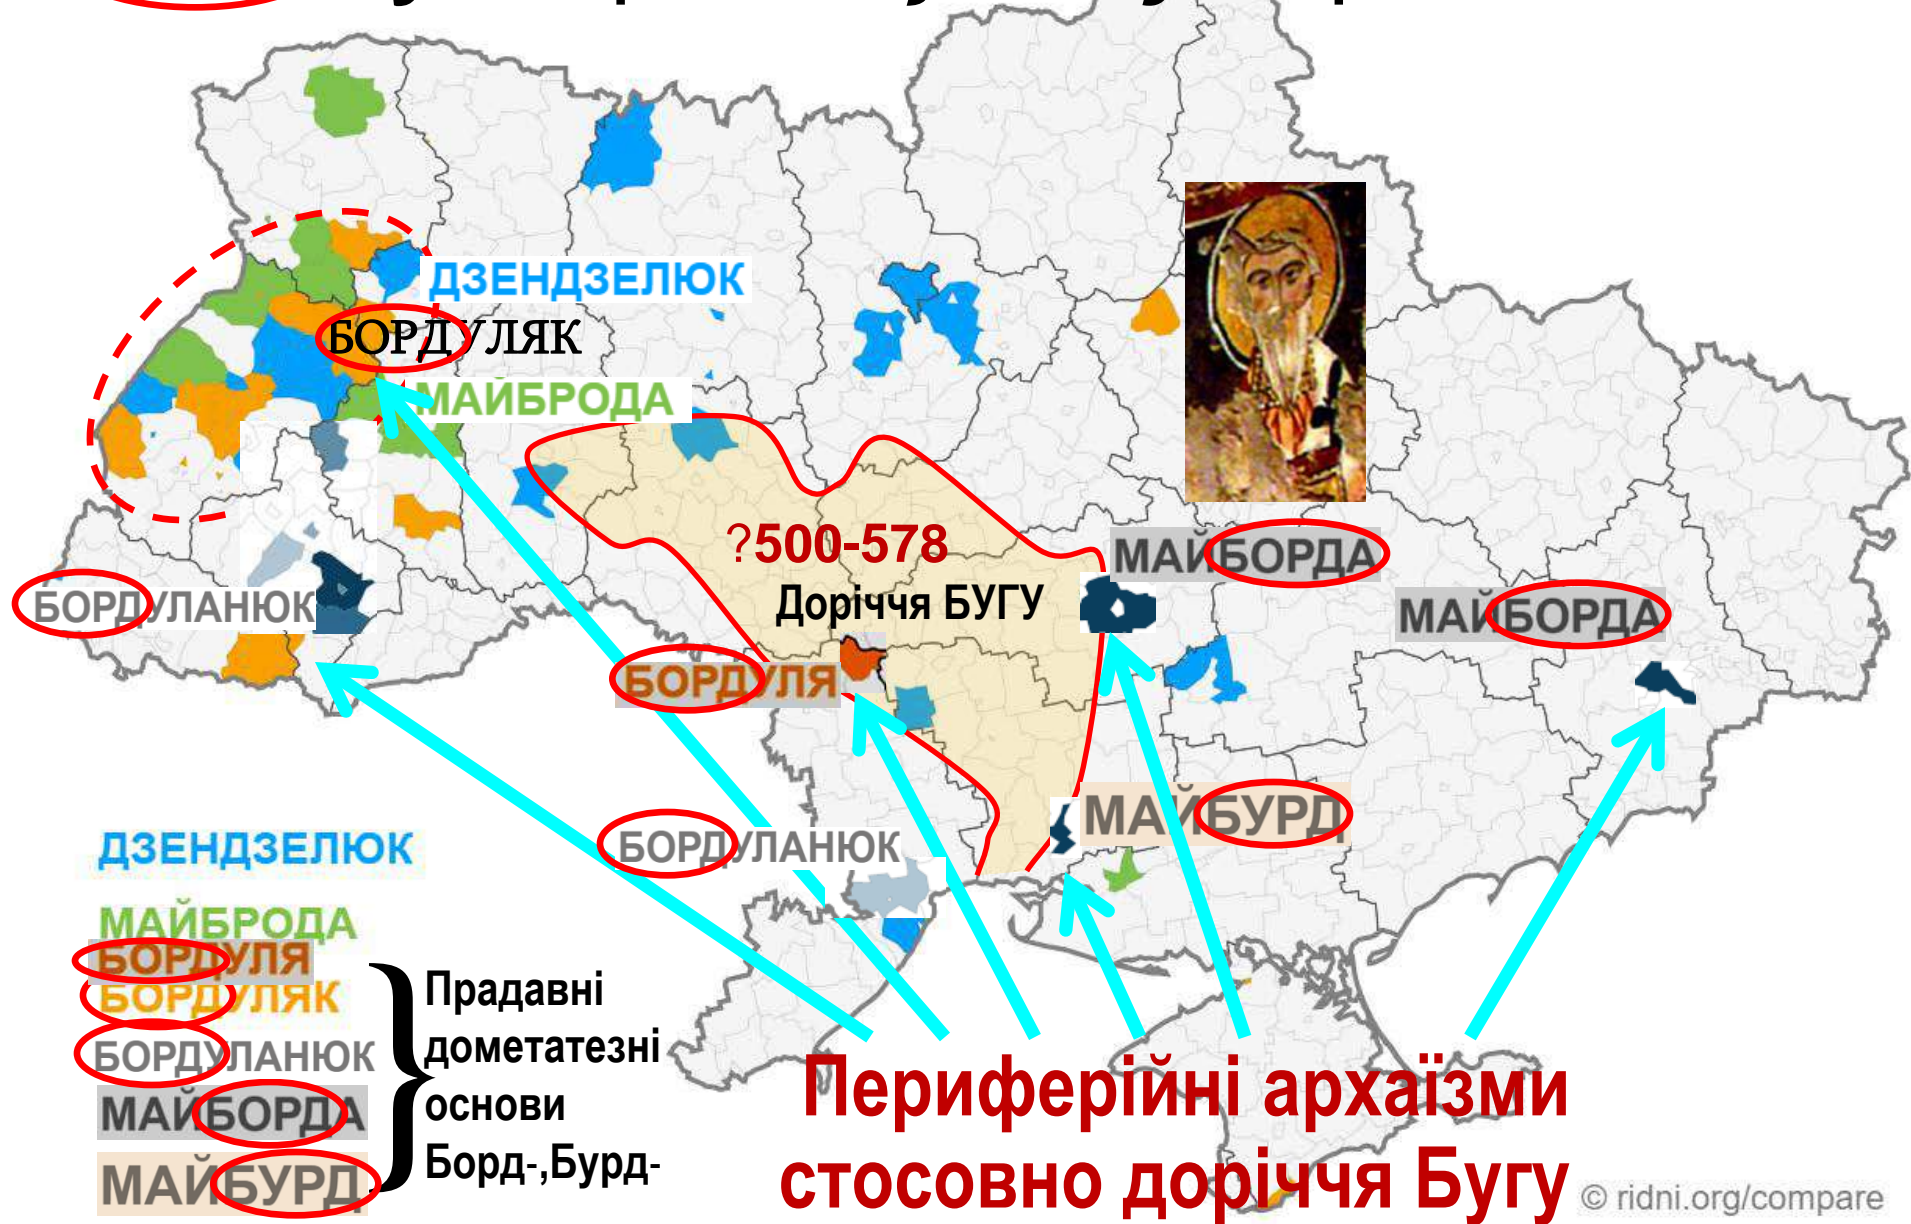 ДЗЕНДЗЕЛЮК
БОРДУЛЯК
МАЙБРОДА
?500-578
Доріччя БУГУ
МАЙБОРДА
МАЙБОРДА
БОРДУЛАНЮК
БОРДУЛЯ
МАЙБУРД
БОРДУЛАНЮК
ДЗЕНДЗЕЛЮК
МАЙБРОДА
БОРДУЛЯ
БОРДУЛЯК
БОРДУЛАНЮК
МАЙБОРДА
МАЙБУРД
Прадавні
дометатезні
основи
Борд-,Бурд-
Периферійні архаїзми
стосовно доріччя Бугу
© ridni.org/compare